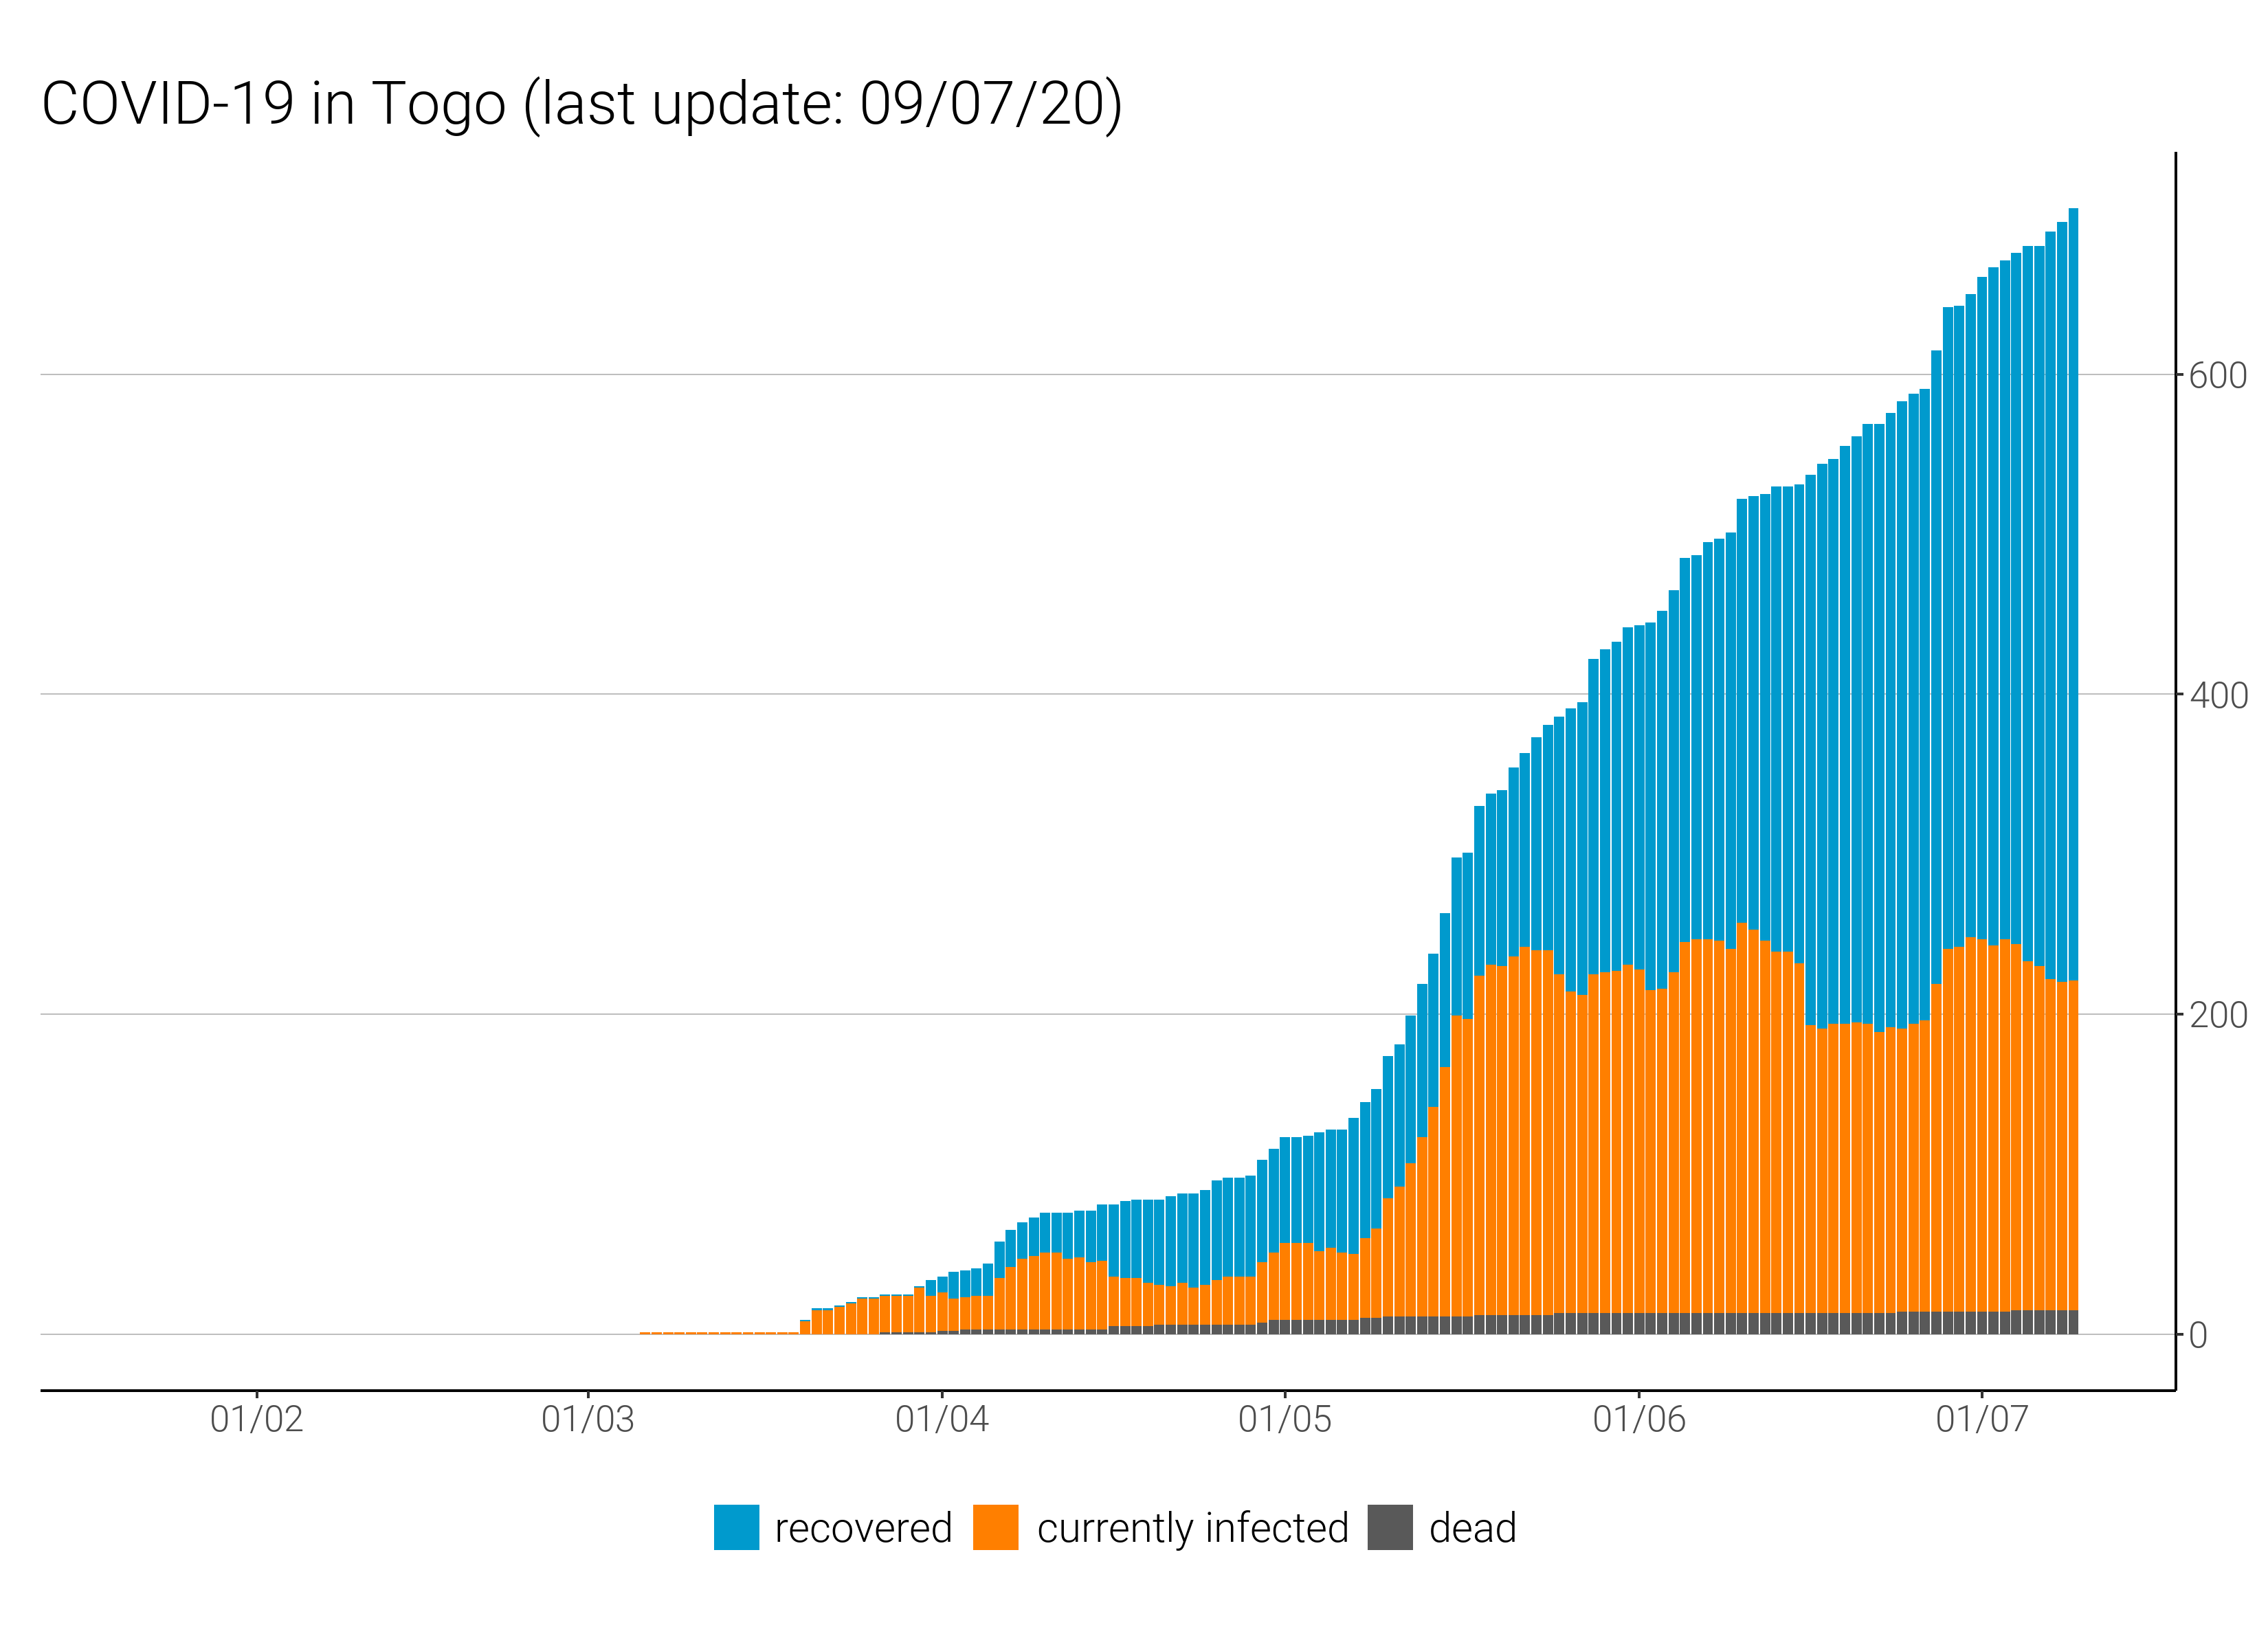 COVID-19 in Togo (last update: 09/07/20)
600
400
200
0
01/02 01/03 01/04 01/05 01/06 01/07
recovered currently infected dead